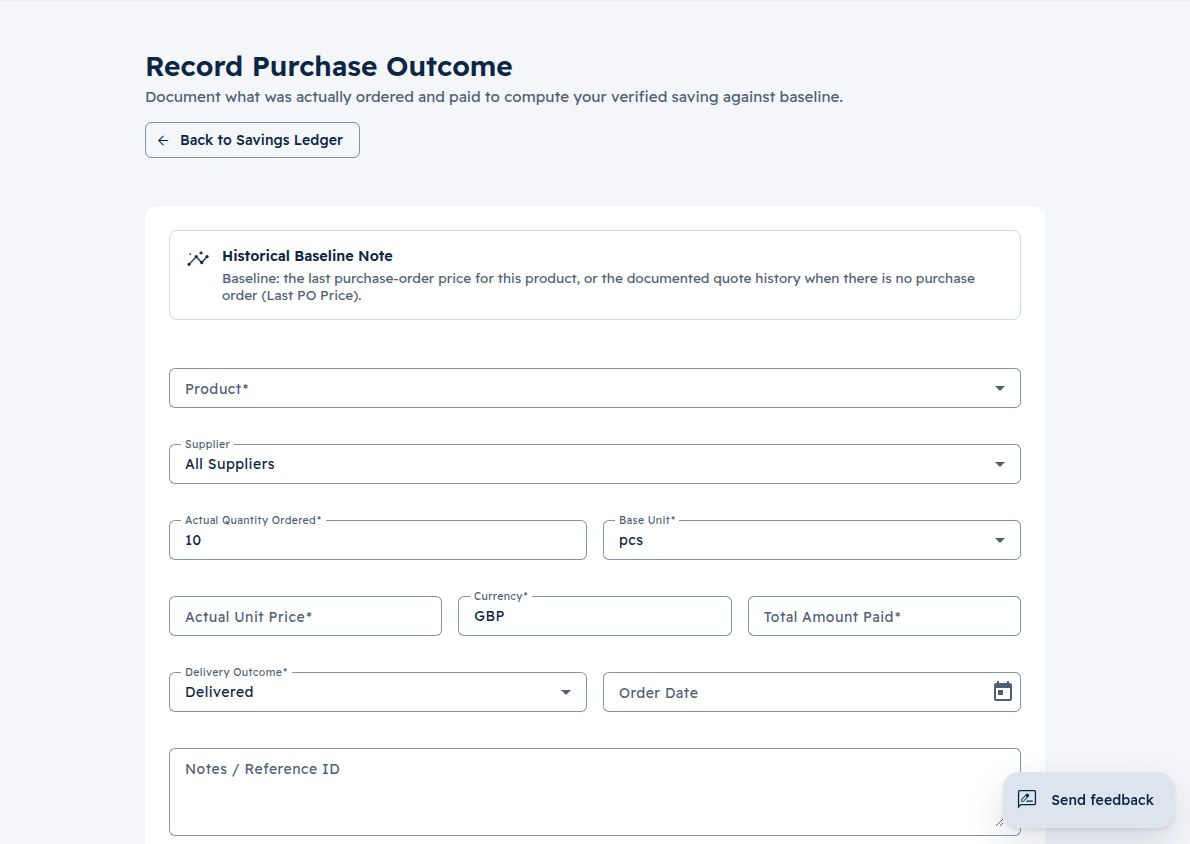 Record Purchase Outcome
Document what was actually ordered and paid to compute your verified saving against baseline.
Back to Savings Ledger
Historical Baseline Note
Baseline: the last purchase-order price for this product, or the documented quote history when there is no purchase
order (Last PO Price).
Product*
Supplier
All Suppliers
Actual Quantity Ordered*
10
Base Unit*
pcs
Actual Unit Price*
Currency*
GBP
Total Amount Paid*
Delivery Outcome*
Delivered
Order Date
Notes / Reference ID
Send feedback